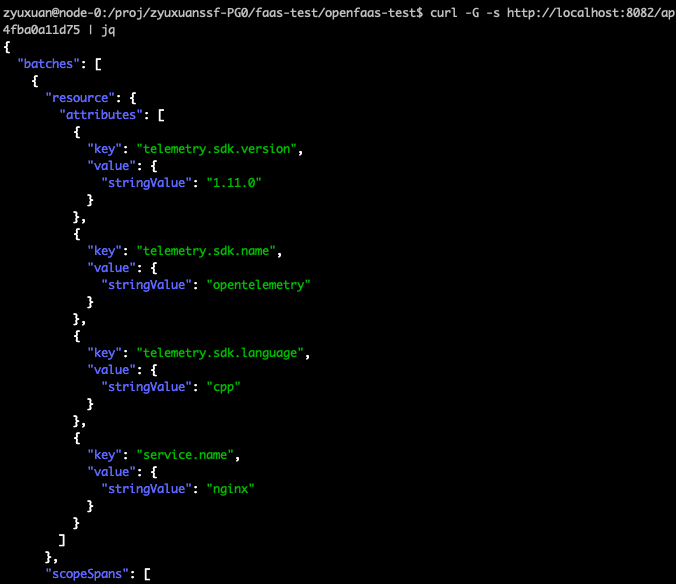 zyuxuan@node-0:/proj/zyuxuanssf-PG0/faas-test/openfaas-test$ curl -G -s http://localhost:8082/ap
4fba0a11d75 | jq
{
  "batches": [
    {
      "resource": {
        "attributes": [
          {
            "key": "telemetry.sdk.version",
            "value": {
              "stringValue": "1.11.0"
            }
          },
          {
            "key": "telemetry.sdk.name",
            "value": {
              "stringValue": "opentelemetry"
            }
          },
          {
            "key": "telemetry.sdk.language",
            "value": {
              "stringValue": "cpp"
            }
          },
          {
            "key": "service.name",
            "value": {
              "stringValue": "nginx"
            }
          }
        ]
      },
      "scopeSpans": [